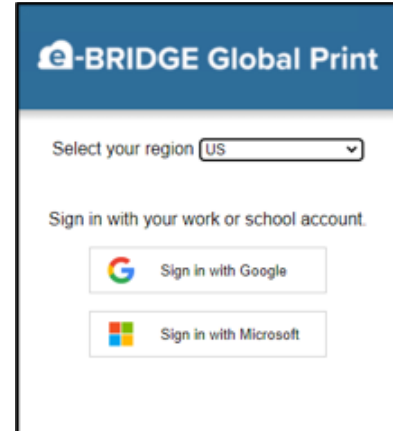 e-BRIDGE Global Print
Select your region US
Sign in with your work or school account.
Sign in with Google
Sign in with Microsoft